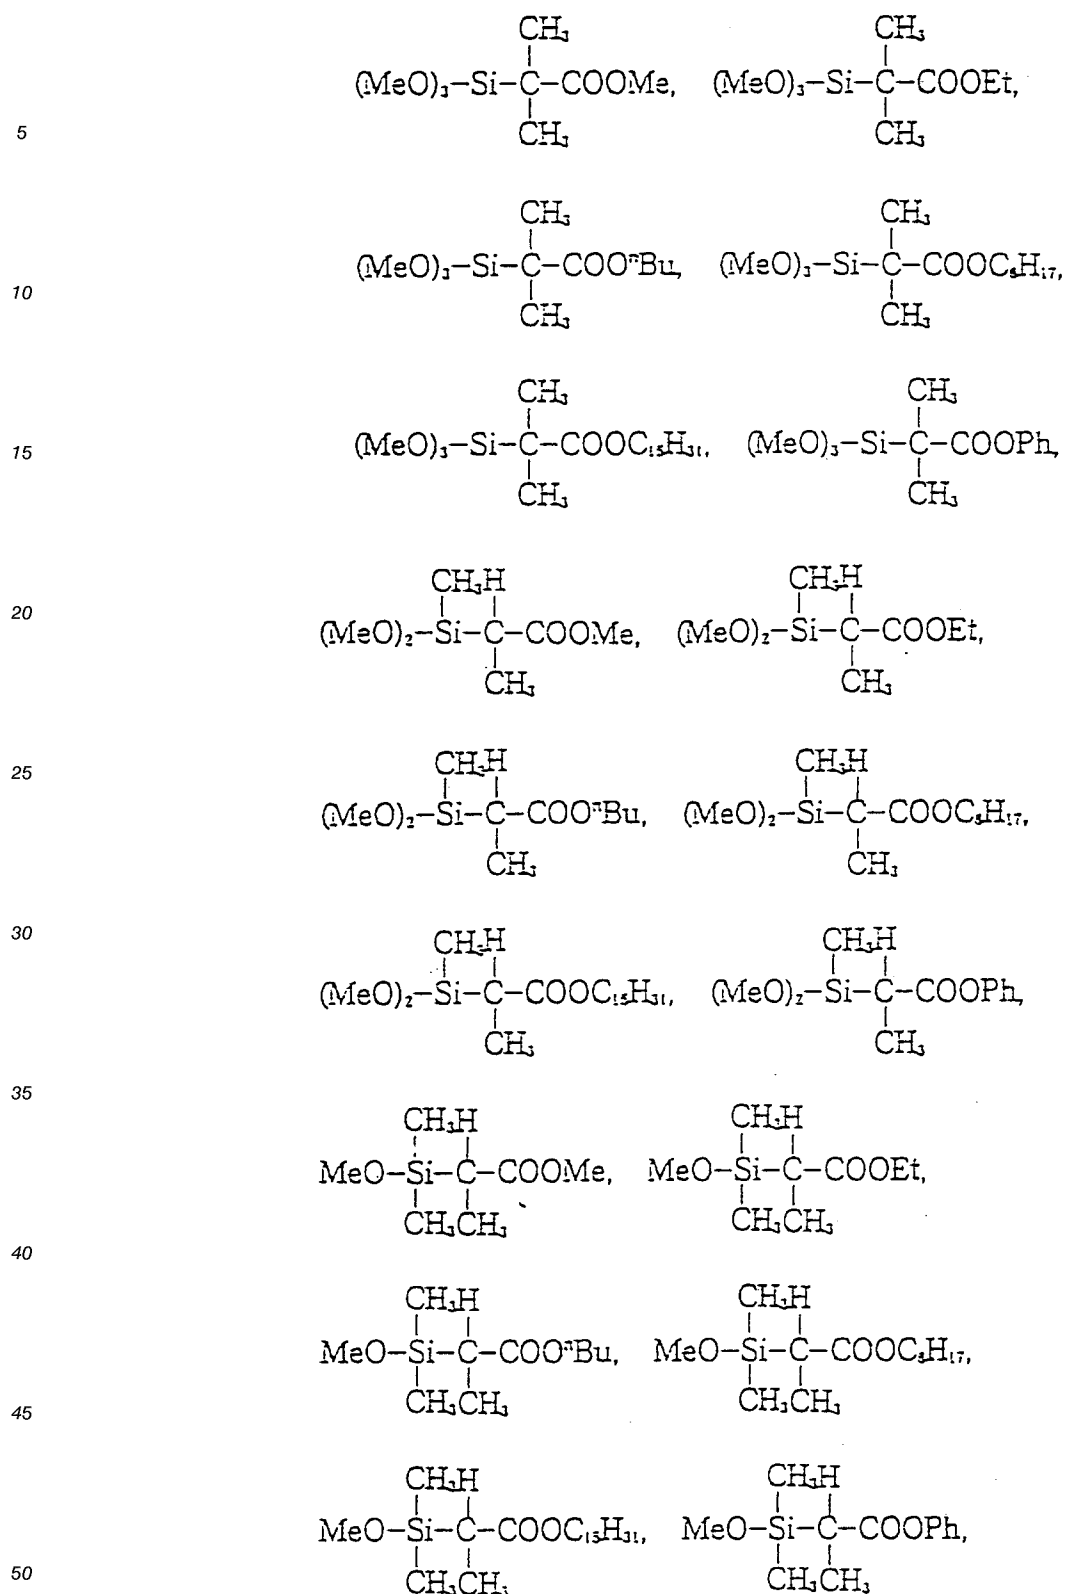 CH₃ CH₃
(MeO)₃-Si-C-COOMe, (MeO)₃-Si-C-COOEt,
5
CH₃ CH₃
CH₃ CH₃
(MeO)₃-Si-C-COOⁿBu, (MeO)₃-Si-C-COOC₈H₁₇,
10
CH₃ CH₃
CH₃ CH₃
(MeO)₃-Si-C-COOC₁₅H₃₁, (MeO)₃-Si-C-COOPh,
15
CH₃ CH₃
CH₃H CH₃H
20
(MeO)₂-Si-C-COOMe, (MeO)₂-Si-C-COOEt,
CH₃ CH₃
CH₃H CH₃H
25
(MeO)₂-Si-C-COOⁿBu, (MeO)₂-Si-C-COOC₈H₁₇,
CH₃ CH₃
30
CH₃H CH₃H
(MeO)₂-Si-C-COOC₁₅H₃₁, (MeO)₂-Si-C-COOPh,
CH₃ CH₃
35
CH₃H CH₃H
MeO-Si-C-COOMe, MeO-Si-C-COOEt,
CH₃CH₃ CH₃CH₃
40
CH₃H CH₃H
MeO-Si-C-COOⁿBu, MeO-Si-C-COOC₈H₁₇,
CH₃CH₃ CH₃CH₃
45
CH₃H CH₃H
MeO-Si-C-COOC₁₅H₃₁, MeO-Si-C-COOPh,
50
CH₃CH₃ CH₃CH₃